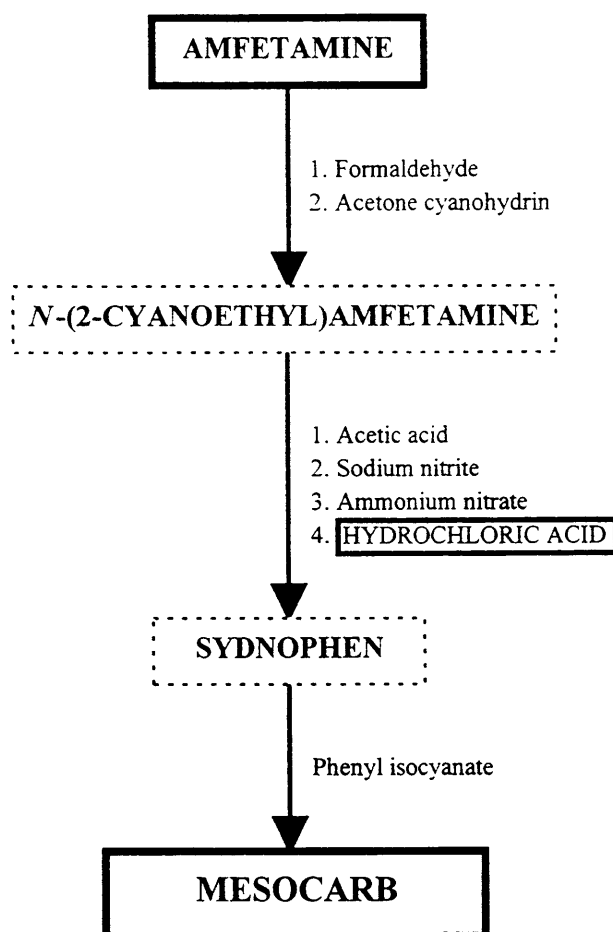 AMFETAMINE
1. Formaldehyde
2. Acetone cyanohydrin
N-(2-CYANOETHYL)AMFETAMINE
1. Acetic acid
2. Sodium nitrite
3. Ammonium nitrate
4. HYDROCHLORIC ACID
SYDNOPHEN
Phenyl isocyanate
MESOCARB